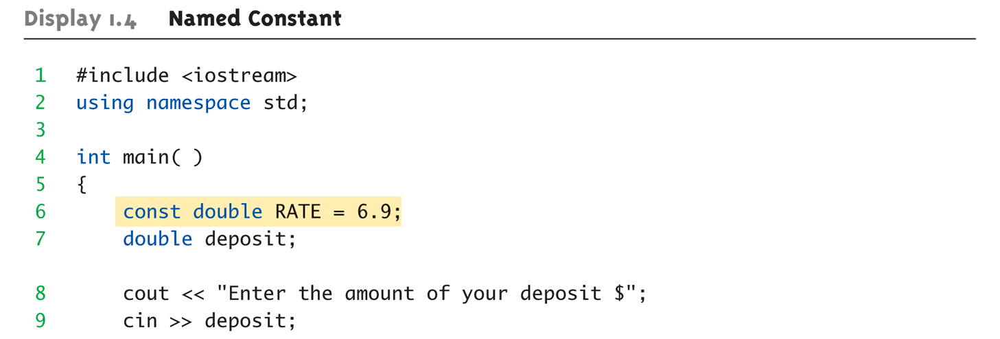 Display 1.4 Named Constant
1 #include <iostream>
2 using namespace std;
3
4 int main( )
5 {
6 const double RATE = 6.9;
7 double deposit;
8 cout << "Enter the amount of your deposit $";
9 cin >> deposit;